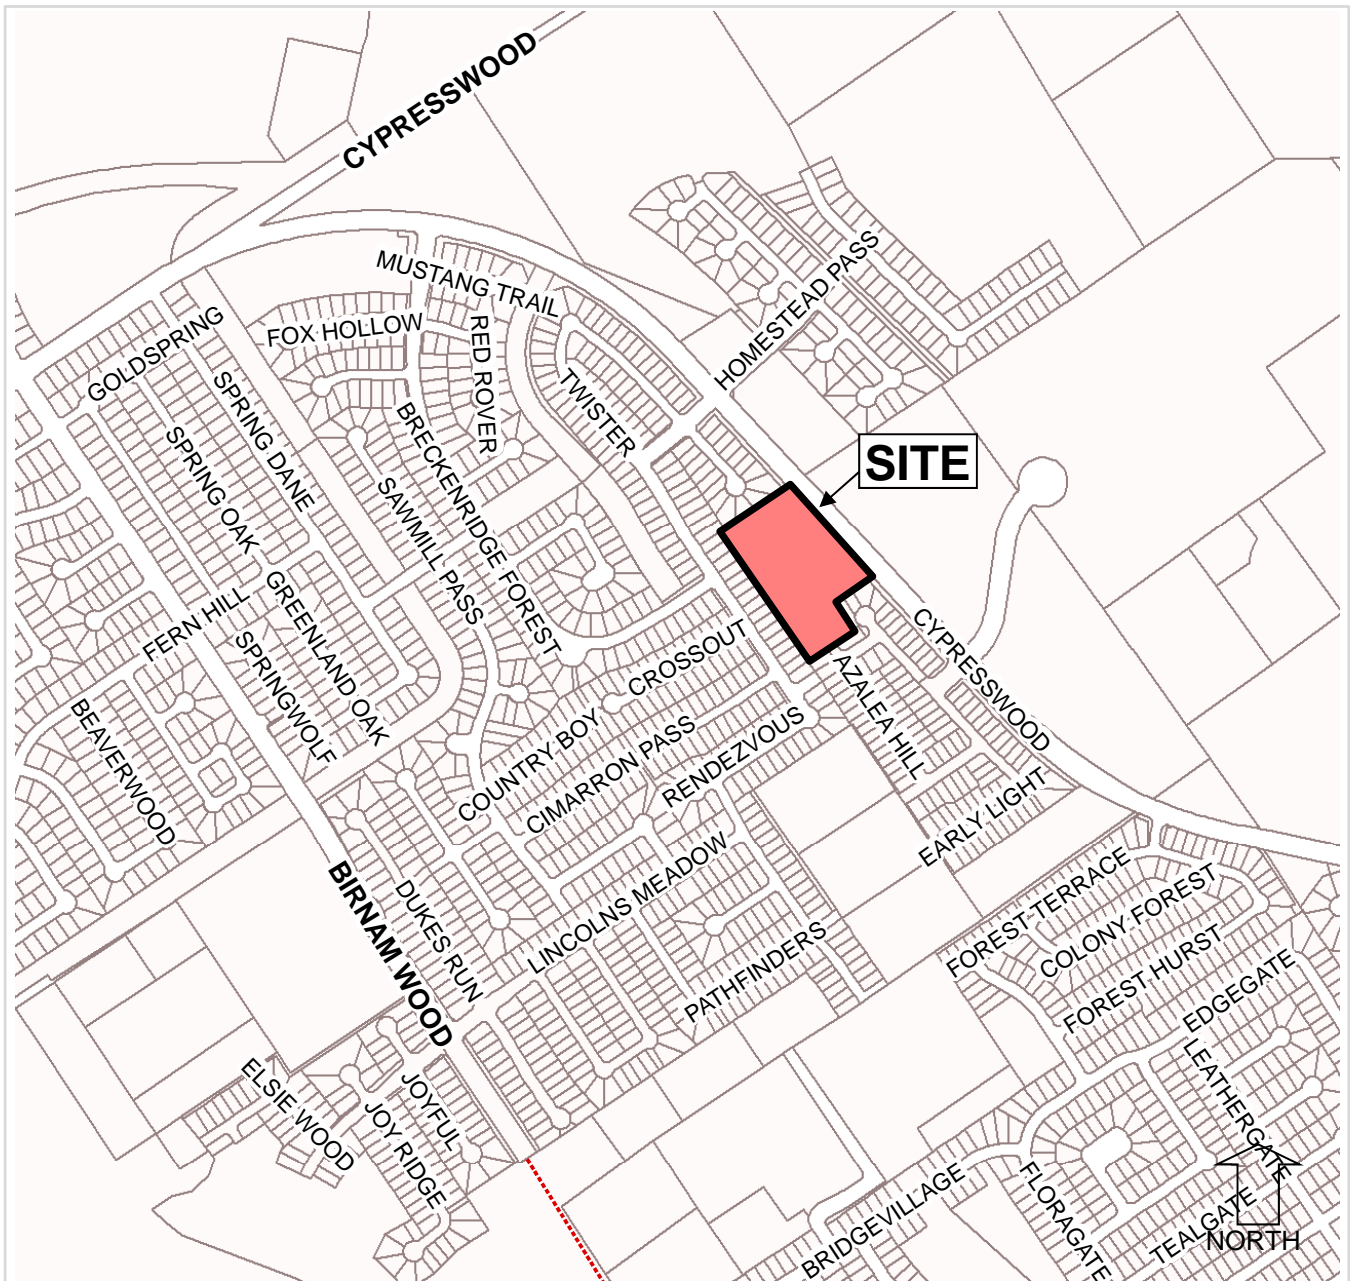 CYPRESSWOOD
HOMESTEAD PASS
MUSTANG TRAIL
FOX HOLLOW
RED ROVER
GOLDSPRING
SPRING DANE
TWISTER
BRECKENRIDGE FOREST
SPRING OAK
SAWMILL PASS
SITE
FERN HILL
GREENLAND OAK
SPRINGWOLF
CROSSOUT
CYPRESSWOOD
AZALEA HILL
BEAVERWOOD
COUNTRY BOY
CIMARRON PASS
RENDEZVOUS
EARLY LIGHT
BIRNAM WOOD
DUKES RUN
LINCOLNS MEADOW
FOREST TERRACE
COLONY FOREST
PATHFINDERS
FOREST HURST
EDGEGATE
LEATHERGATE
ELSIE WOOD
JOYFUL
JOY RIDGE
BRIDGEVILLAGE
FLORAGATE
TEALGATE
NORTH